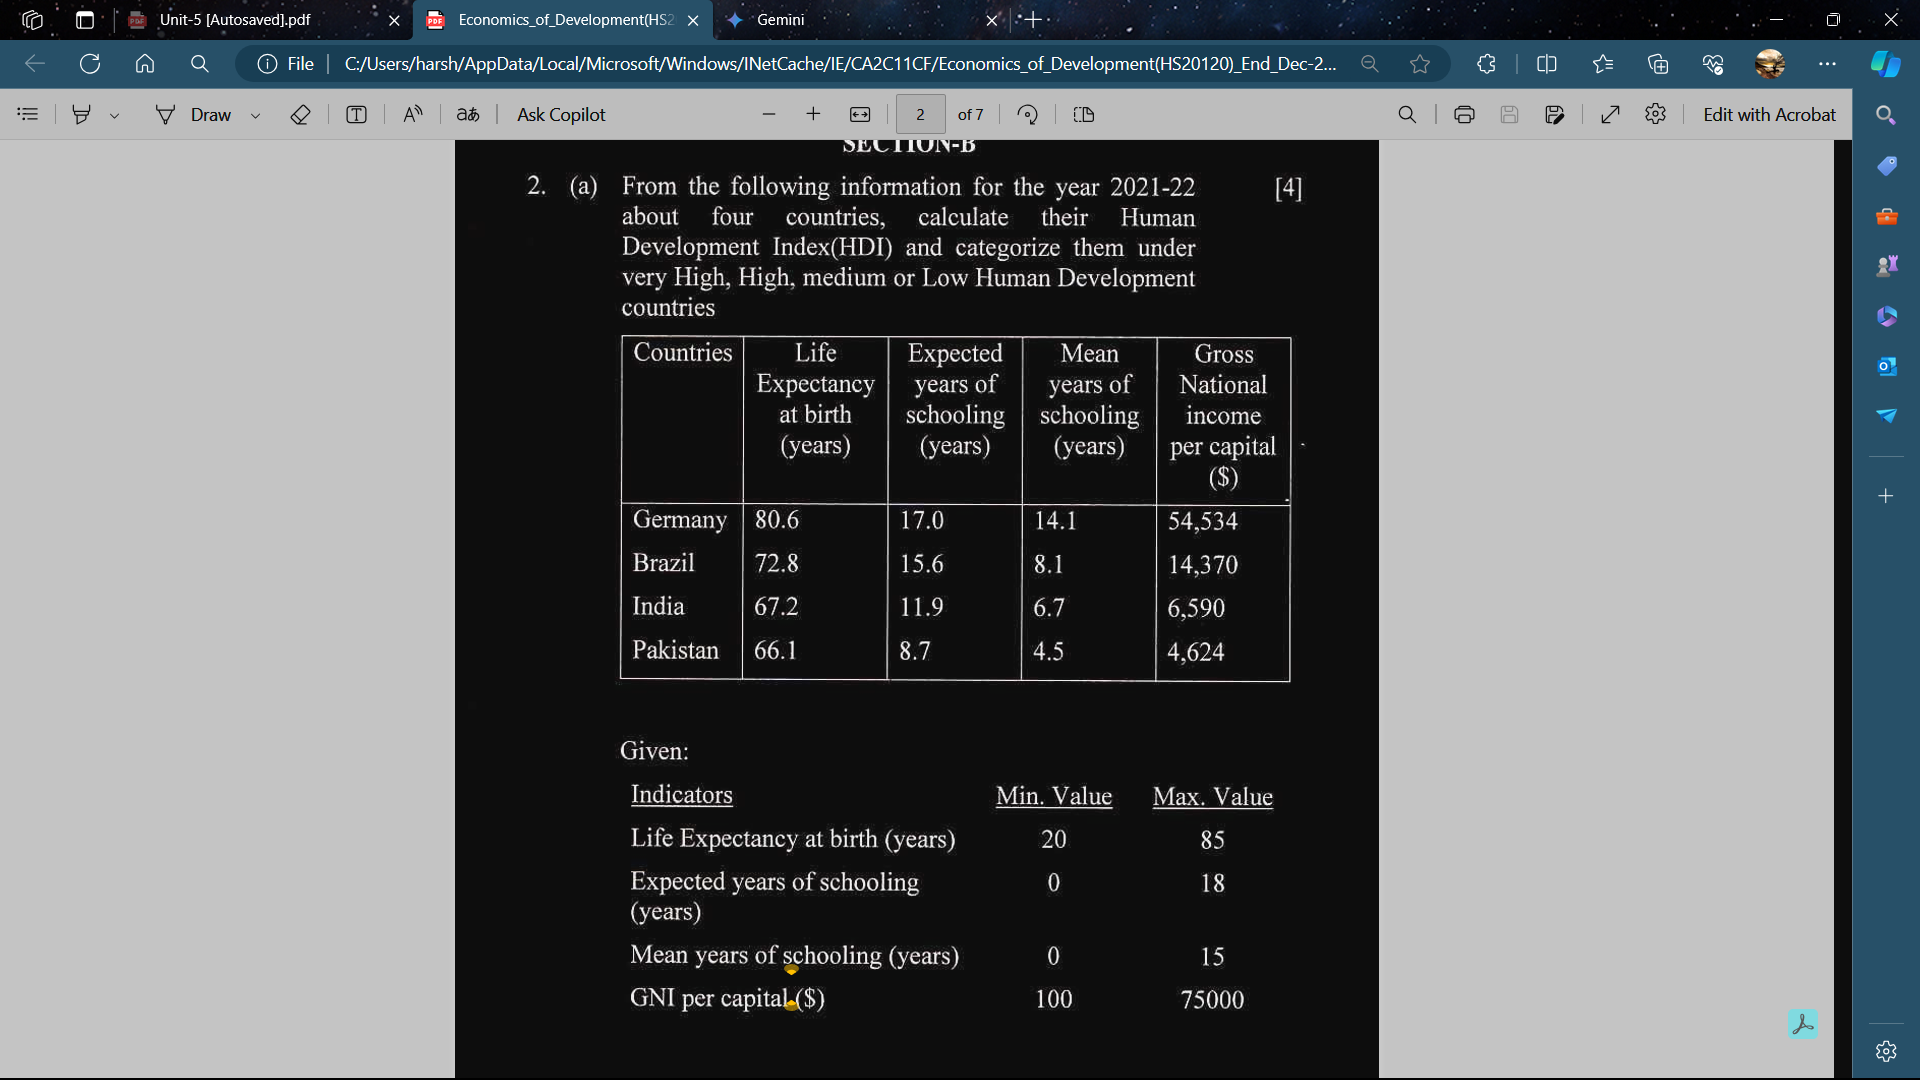 Unit-5 [Autosaved].pdf
Economics_of_Development(HS2
Gemini
File
C:/Users/harsh/AppData/Local/Microsoft/Windows/INetCache/IE/CA2C11CF/Economics_of_Development(HS20120)_End_Dec-2...
Draw
aあ
Ask Copilot
2
of 7
Edit with Acrobat
SECTION-B
2. (a) From the following information for the year 2021-22 [4]
about four countries, calculate their Human
Development Index(HDI) and categorize them under
very High, High, medium or Low Human Development
countries
Countries Life Expected Mean Gross
Expectancy years of years of National
at birth schooling schooling income
(years) (years) (years) per capital
($)
Germany 80.6 17.0 14.1 54,534
Brazil 72.8 15.6 8.1 14,370
India 67.2 11.9 6.7 6,590
Pakistan 66.1 8.7 4.5 4,624
Given:
Indicators Min. Value Max. Value
Life Expectancy at birth (years) 20 85
Expected years of schooling 0 18
(years)
Mean years of schooling (years) 0 15
GNI per capital ($) 100 75000